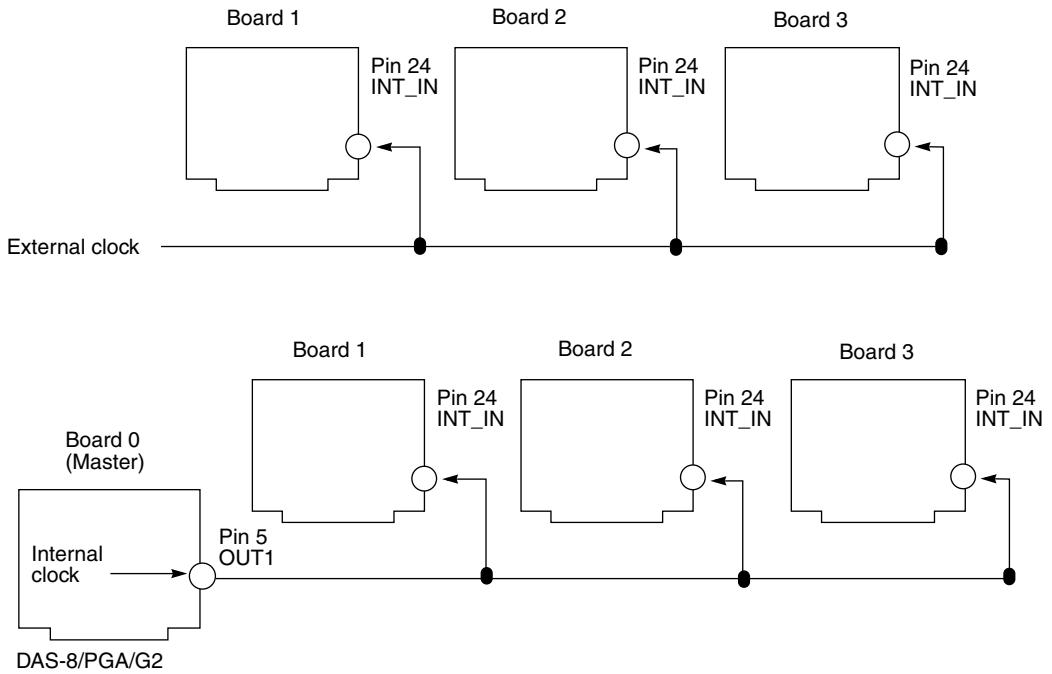 Board 1
Board 2
Board 3
Pin 24
INT_IN
Pin 24
INT_IN
Pin 24
INT_IN
External clock
Board 1
Board 2
Board 3
Pin 24
INT_IN
Pin 24
INT_IN
Pin 24
INT_IN
Board 0
(Master)
Pin 5
OUT1
Internal
clock
DAS-8/PGA/G2